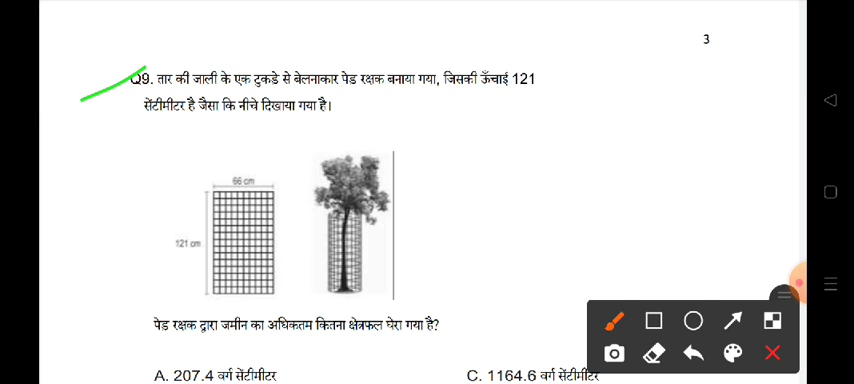 3
Q9. तार की जाली के एक टुकडे से बेलनाकार पेड रक्षक बनाया गया, जिसकी ऊँचाई 121
सेंटीमीटर है जैसा कि नीचे दिखाया गया है।
66 cm
121 cm
पेड रक्षक द्वारा जमीन का अधिकतम कितना क्षेत्रफल घेरा गया है?
A. 207.4 वर्ग सेंटीमीटर
C. 1164.6 वर्ग सेंटीमीटर